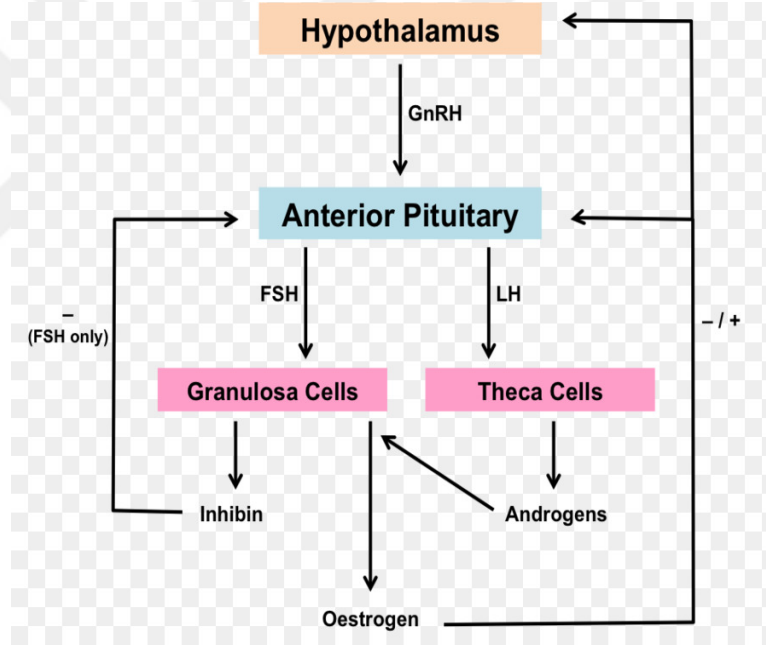 Hypothalamus
GnRH
Anterior Pituitary
FSH
LH
–
(FSH only)
– / +
Granulosa Cells
Theca Cells
Inhibin
Androgens
Oestrogen